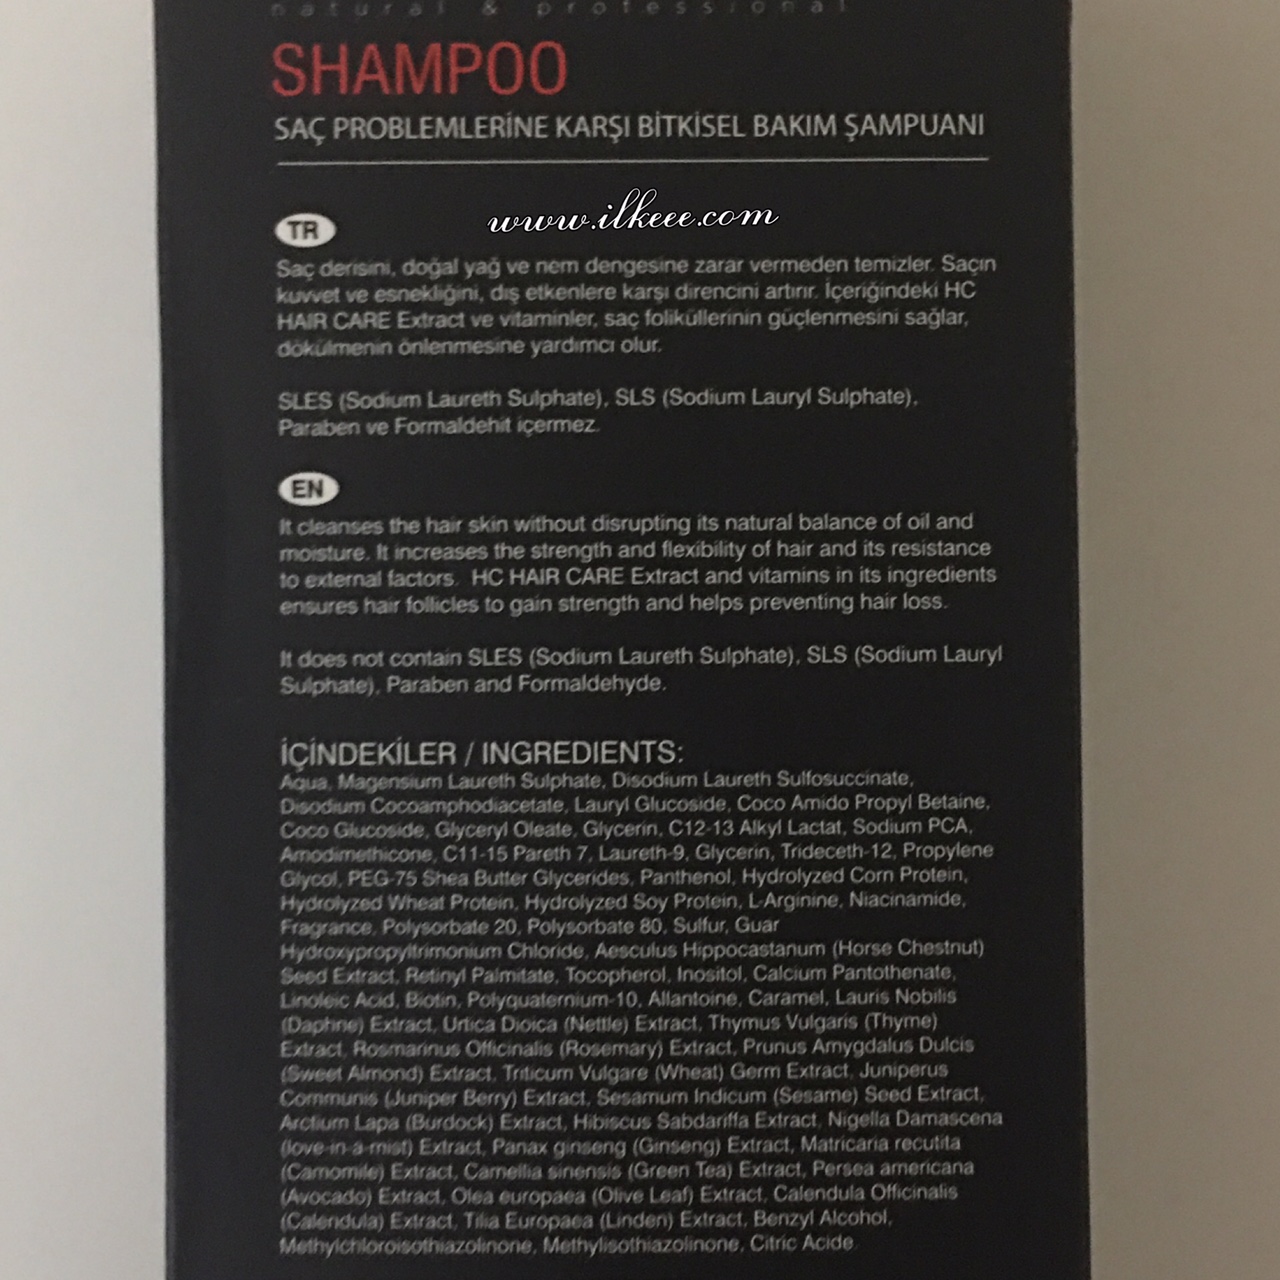 natural & professional
SHAMPOO
SAÇ PROBLEMLERİNE KARŞI BİTKİSEL BAKIM ŞAMPUANI
www.ilkeee.com
TR
Saç derisini, doğal yağ ve nem dengesine zarar vermeden temizler. Saçın
kuvvet ve esnekliğini, dış etkenlere karşı direncini artırır. İçeriğindeki HC
HAIR CARE Extract ve vitaminler, saç foliküllerinin güçlenmesini sağlar,
dökülmenin önlenmesine yardımcı olur.
SLES (Sodium Laureth Sulphate), SLS (Sodium Lauryl Sulphate),
Paraben ve Formaldehit içermez.
EN
It cleanses the hair skin without disrupting its natural balance of oil and
moisture. It increases the strength and flexibility of hair and its resistance
to external factors. HC HAIR CARE Extract and vitamins in its ingredients
ensures hair follicles to gain strength and helps preventing hair loss.
It does not contain SLES (Sodium Laureth Sulphate), SLS (Sodium Lauryl
Sulphate), Paraben and Formaldehyde.
İÇİNDEKİLER / INGREDIENTS:
Aqua, Magensium Laureth Sulphate, Disodium Laureth Sulfosuccinate,
Disodium Cocoamphodiacetate, Lauryl Glucoside, Coco Amido Propyl Betaine,
Coco Glucoside, Glyceryl Oleate, Glycerin, C12-13 Alkyl Lactat, Sodium PCA,
Amodimethicone, C11-15 Pareth 7, Laureth-9, Glycerin, Trideceth-12, Propylene
Glycol, PEG-75 Shea Butter Glycerides, Panthenol, Hydrolyzed Corn Protein,
Hydrolyzed Wheat Protein, Hydrolyzed Soy Protein, L-Arginine, Niacinamide,
Fragrance, Polysorbate 20, Polysorbate 80, Sulfur, Guar
Hydroxypropyltrimonium Chloride, Aesculus Hippocastanum (Horse Chestnut)
Seed Extract, Retinyl Palmitate, Tocopherol, Inositol, Calcium Pantothenate,
Linoleic Acid, Biotin, Polyquaternium-10, Allantoine, Caramel, Lauris Nobilis
(Daphne) Extract, Urtica Dioica (Nettle) Extract, Thymus Vulgaris (Thyme)
Extract, Rosmarinus Officinalis (Rosemary) Extract, Prunus Amygdalus Dulcis
(Sweet Almond) Extract, Triticum Vulgare (Wheat) Germ Extract, Juniperus
Communis (Juniper Berry) Extract, Sesamum Indicum (Sesame) Seed Extract,
Arctium Lapa (Burdock) Extract, Hibiscus Sabdariffa Extract, Nigella Damascena
(love-in-a-mist) Extract, Panax ginseng (Ginseng) Extract, Matricaria recutita
(Camomile) Extract, Camellia sinensis (Green Tea) Extract, Persea americana
(Avocado) Extract, Olea europaea (Olive Leaf) Extract, Calendula Officinalis
(Calendula) Extract, Tilia Europaea (Linden) Extract, Benzyl Alcohol,
Methylchloroisothiazolinone, Methylisothiazolinone, Citric Acide.